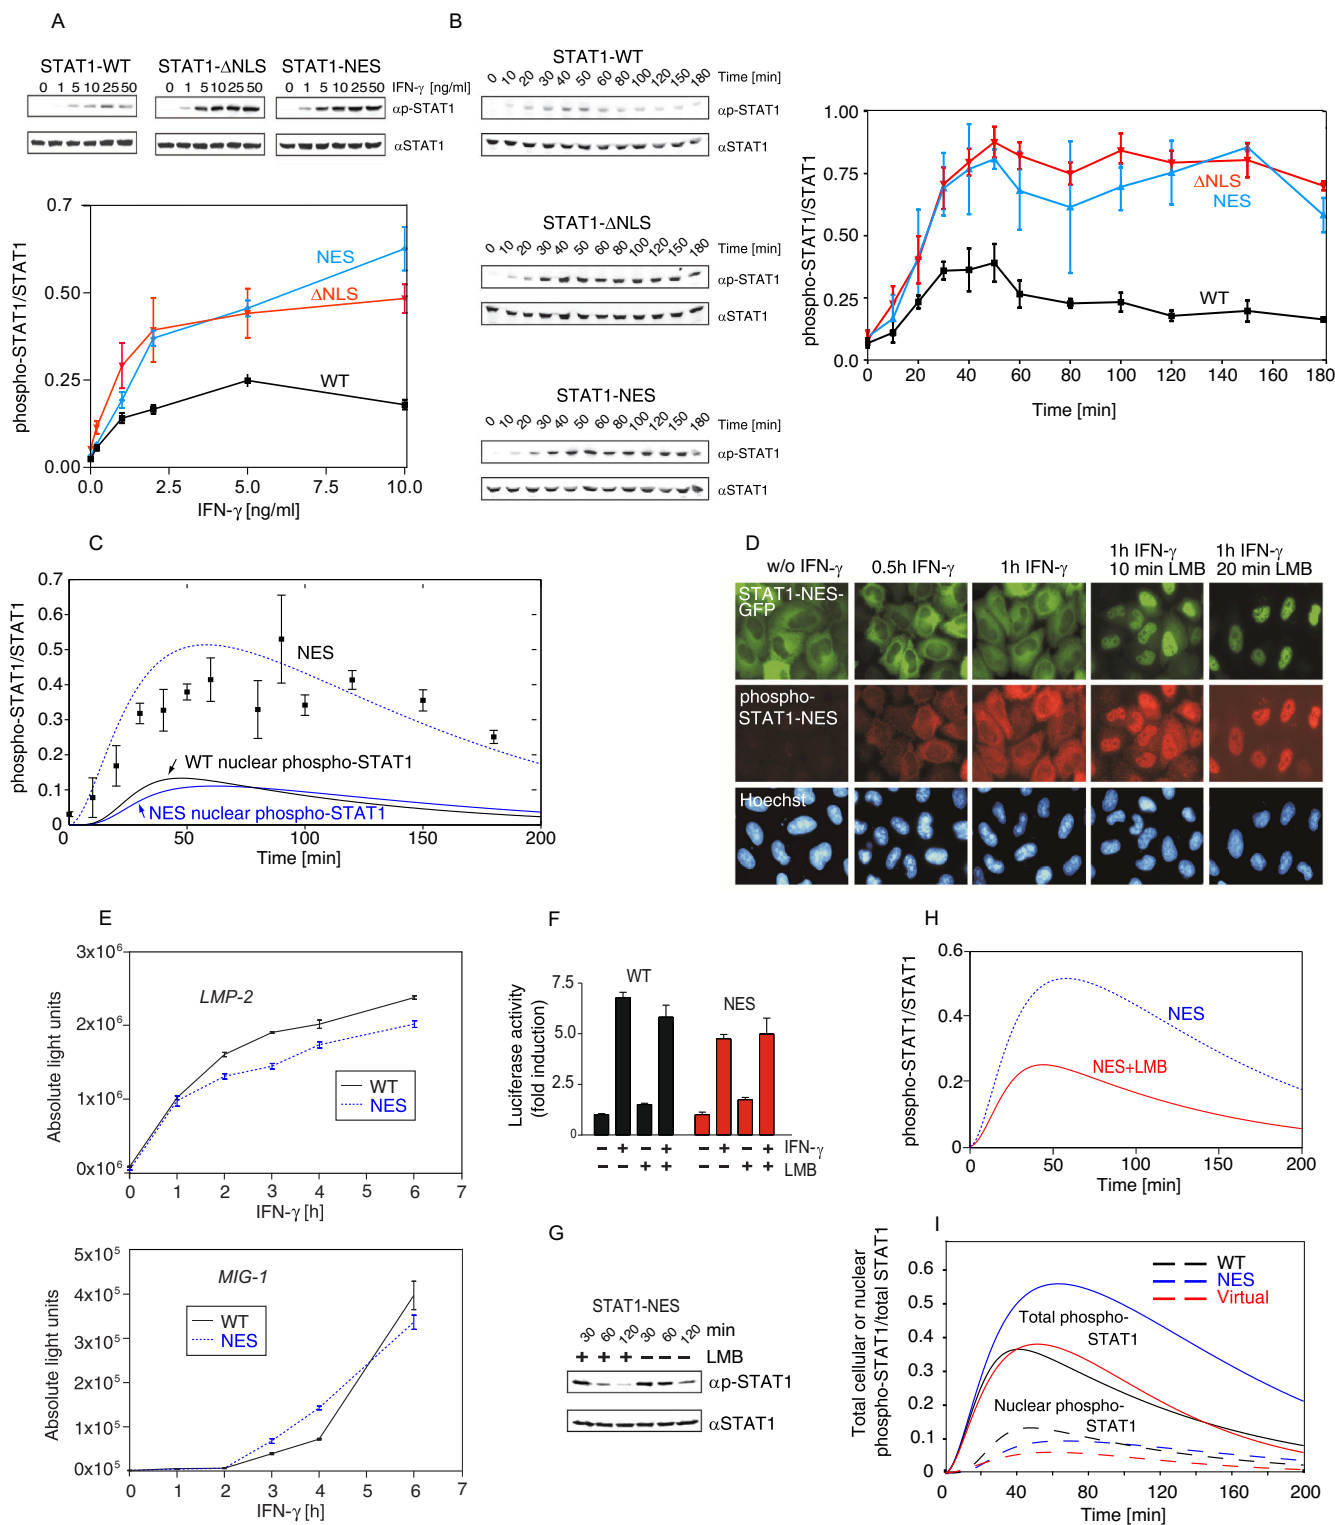 A
STAT1-WT
STAT1-ΔNLS
STAT1-NES
0 1 5 10 25 50
0 1 5 10 25 50
0 1 5 10 25 50
IFN-γ [ng/ml]
αp-STAT1
αSTAT1
phospho-STAT1/STAT1
0.7
0.50
0.25
0.00
NES
ΔNLS
WT
0.0 2.5 5.0 7.5 10.0
IFN-γ [ng/ml]
B
STAT1-WT
0 10 20 30 40 50 60 80 100 120 150 180
Time [min]
αp-STAT1
αSTAT1
STAT1-ΔNLS
0 10 20 30 40 50 60 80 100 120 150 180
Time [min]
αp-STAT1
αSTAT1
STAT1-NES
0 10 20 30 40 50 60 80 100 120 150 180
Time [min]
αp-STAT1
αSTAT1
phospho-STAT1/STAT1
1.00
0.75
0.50
0.25
0.0
ΔNLS
NES
WT
0 20 40 60 80 100 120 140 160 180
Time [min]
C
phospho-STAT1/STAT1
0.7
0.6
0.5
0.4
0.3
0.2
0.1
0
NES
WT nuclear phospho-STAT1
NES nuclear phospho-STAT1
0 50 100 150 200
Time [min]
D
w/o IFN-γ
0.5h IFN-γ
1h IFN-γ
1h IFN-γ
10 min LMB
1h IFN-γ
20 min LMB
STAT1-NES-
GFP
phospho-
STAT1-NES
Hoechst
E
Absolute light units
3x10⁶
2x10⁶
1x10⁶
0x10⁶
LMP-2
WT
NES
0 1 2 3 4 6 7
IFN-γ [h]
Absolute light units
5x10⁵
4x10⁵
3x10⁵
2x10⁵
1x10⁵
0x10⁵
MIG-1
WT
NES
0 1 2 3 4 6 7
IFN-γ [h]
F
Luciferase activity
(fold induction)
7.5
5.0
2.5
0
WT
NES
− + − + − + − + IFN-γ
− − + + − − + + LMB
G
STAT1-NES
30 60 120 30 60 120 min
+ + + − − − LMB
αp-STAT1
αSTAT1
H
phospho-STAT1/STAT1
0.6
0.4
0.2
0
NES
NES+LMB
0 50 100 150 200
Time [min]
I
Total cellular or nuclear
phospho-STAT1/total STAT1
0.6
0.5
0.4
0.3
0.2
0.1
0
WT
NES
Virtual
Total phospho-
STAT1
Nuclear phospho-
STAT1
0 40 80 120 160 200
Time [min]